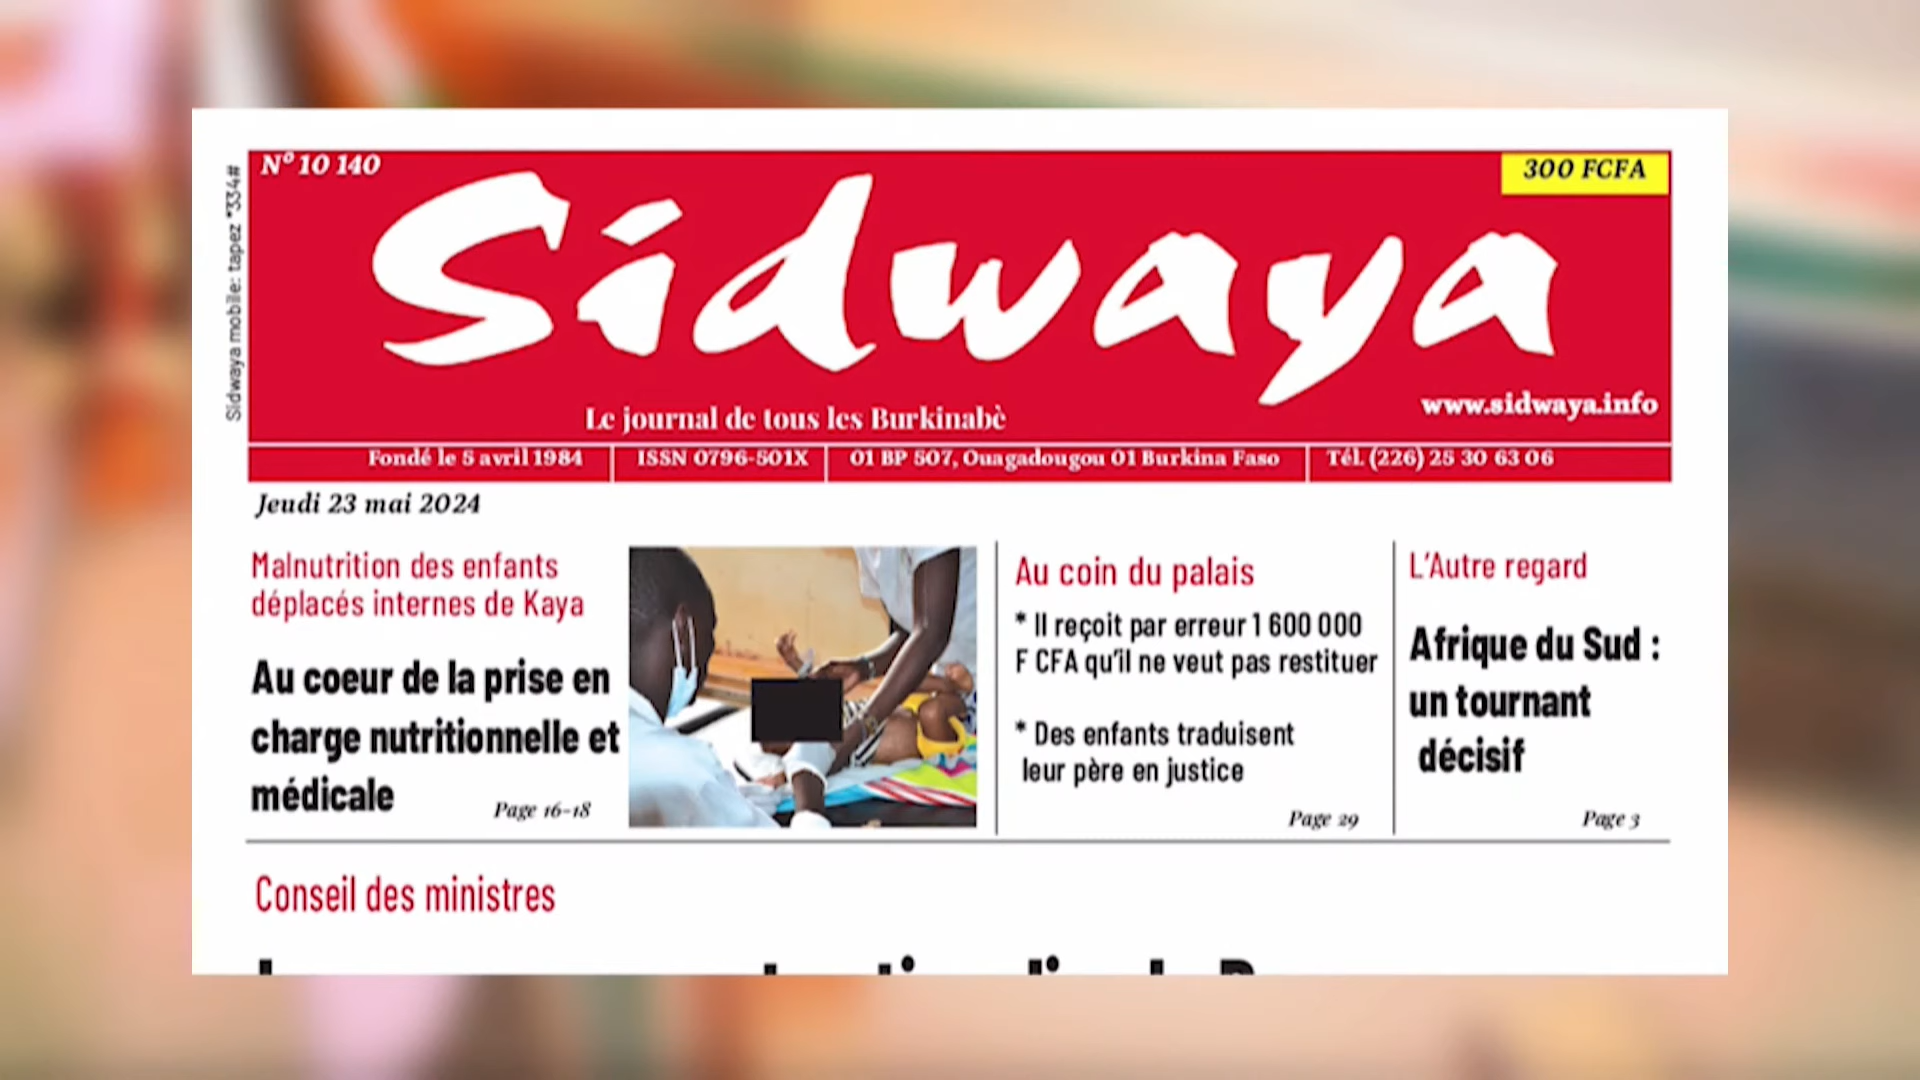 Sidwaya mobile: tapez *334#
N° 10 140
300 FCFA
Sidwaya
www.sidwaya.info
Le journal de tous les Burkinabè
Fondé le 5 avril 1984
ISSN 0796-501X
01 BP 507, Ouagadougou 01 Burkina Faso
Tél. (226) 25 30 63 06
Jeudi 23 mai 2024
Malnutrition des enfants
déplacés internes de Kaya
Au coeur de la prise en
charge nutritionnelle et
médicale
Page 16-18
Au coin du palais
* Il reçoit par erreur 1 600 000
F CFA qu'il ne veut pas restituer
* Des enfants traduisent
leur père en justice
Page 29
L'Autre regard
Afrique du Sud :
un tournant
décisif
Page 3
Conseil des ministres